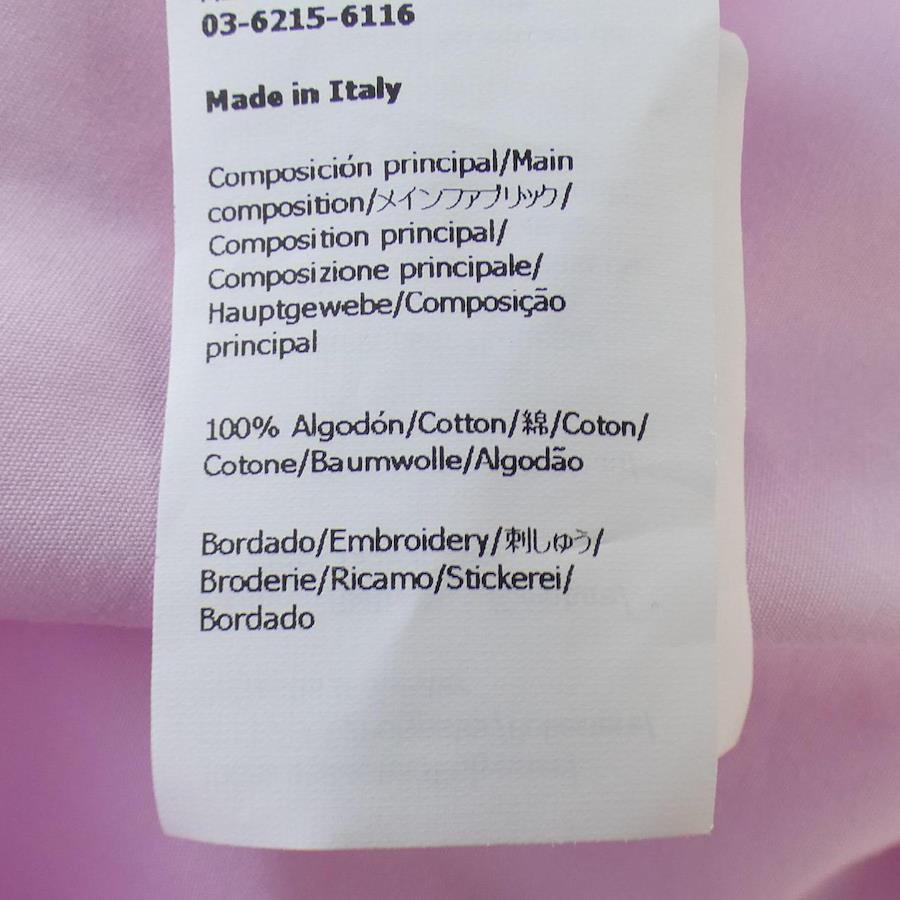 03-6215-6116
Made in Italy
Composición principal/Main
composition/メインファブリック/
Composition principal/
Composizione principale/
Hauptgewebe/Composição
principal
100% Algodón/Cotton/綿/Coton/
Cotone/Baumwolle/Algodão
Bordado/Embroidery/刺しゅう/
Broderie/Ricamo/Stickerei/
Bordado